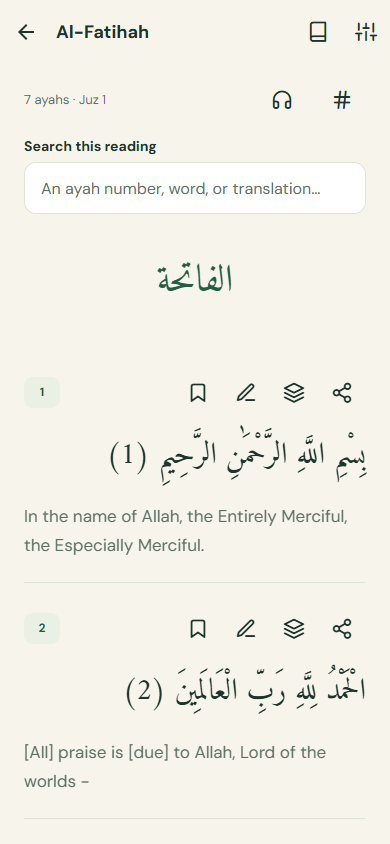 Al-Fatihah
7 ayahs · Juz 1
Search this reading
An ayah number, word, or translation...
الفاتحة
1
بِسْمِ اللَّهِ الرَّحْمَٰنِ الرَّحِيمِ (1)
In the name of Allah, the Entirely Merciful,
the Especially Merciful.
2
الْحَمْدُ لِلَّهِ رَبِّ الْعَالَمِينَ (2)
[All] praise is [due] to Allah, Lord of the
worlds –